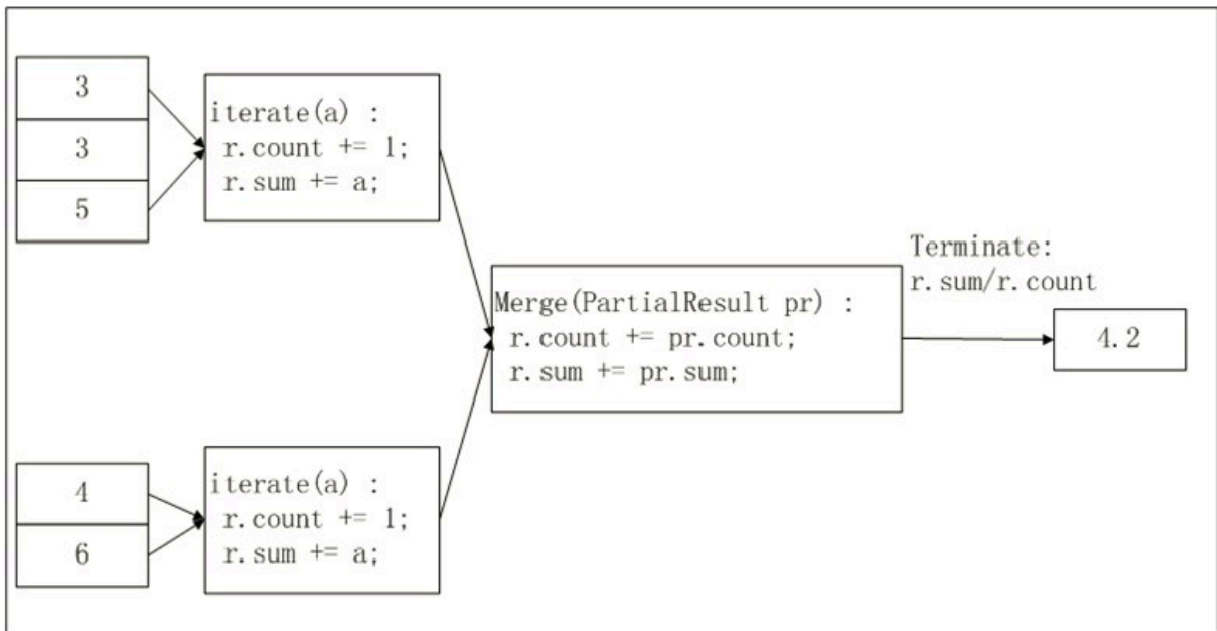 3
3
5
iterate(a) :
r.count += 1;
r.sum += a;
4
6
iterate(a) :
r.count += 1;
r.sum += a;
Merge(PartialResult pr) :
r.count += pr.count;
r.sum += pr.sum;
Terminate:
r.sum/r.count
4.2